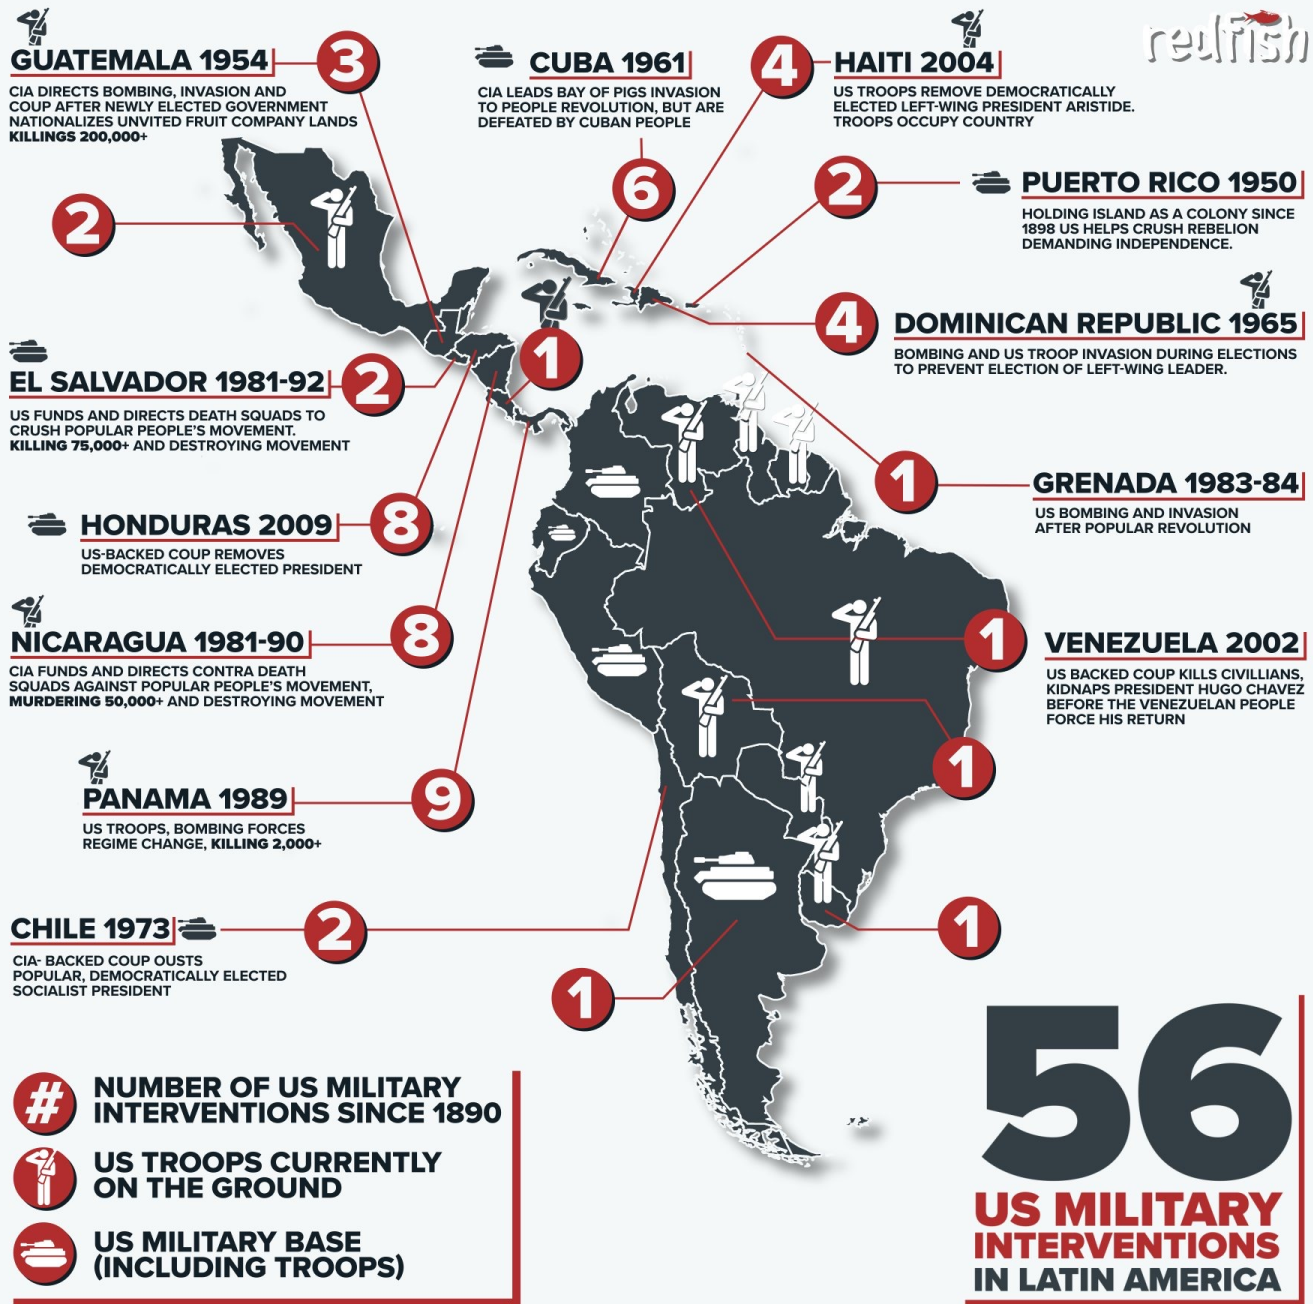 redfish
GUATEMALA 1954
3
CIA DIRECTS BOMBING, INVASION AND
COUP AFTER NEWLY ELECTED GOVERNMENT
NATIONALIZES UNVITED FRUIT COMPANY LANDS
KILLINGS 200,000+
CUBA 1961
CIA LEADS BAY OF PIGS INVASION
TO PEOPLE REVOLUTION, BUT ARE
DEFEATED BY CUBAN PEOPLE
6
4
HAITI 2004
US TROOPS REMOVE DEMOCRATICALLY
ELECTED LEFT-WING PRESIDENT ARISTIDE.
TROOPS OCCUPY COUNTRY
2
PUERTO RICO 1950
HOLDING ISLAND AS A COLONY SINCE
1898 US HELPS CRUSH REBELION
DEMANDING INDEPENDENCE.
2
4
DOMINICAN REPUBLIC 1965
BOMBING AND US TROOP INVASION DURING ELECTIONS
TO PREVENT ELECTION OF LEFT-WING LEADER.
1
EL SALVADOR 1981-92
2
US FUNDS AND DIRECTS DEATH SQUADS TO
CRUSH POPULAR PEOPLE'S MOVEMENT.
KILLING 75,000+ AND DESTROYING MOVEMENT
1
GRENADA 1983-84
US BOMBING AND INVASION
AFTER POPULAR REVOLUTION
HONDURAS 2009
8
US-BACKED COUP REMOVES
DEMOCRATICALLY ELECTED PRESIDENT
NICARAGUA 1981-90
8
CIA FUNDS AND DIRECTS CONTRA DEATH
SQUADS AGAINST POPULAR PEOPLE'S MOVEMENT,
MURDERING 50,000+ AND DESTROYING MOVEMENT
1
VENEZUELA 2002
US BACKED COUP KILLS CIVILLIANS,
KIDNAPS PRESIDENT HUGO CHAVEZ
BEFORE THE VENEZUELAN PEOPLE
FORCE HIS RETURN
1
PANAMA 1989
9
US TROOPS, BOMBING FORCES
REGIME CHANGE, KILLING 2,000+
CHILE 1973
2
CIA- BACKED COUP OUSTS
POPULAR, DEMOCRATICALLY ELECTED
SOCIALIST PRESIDENT
1
1
#
NUMBER OF US MILITARY
INTERVENTIONS SINCE 1890
US TROOPS CURRENTLY
ON THE GROUND
US MILITARY BASE
(INCLUDING TROOPS)
56
US MILITARY
INTERVENTIONS
IN LATIN AMERICA